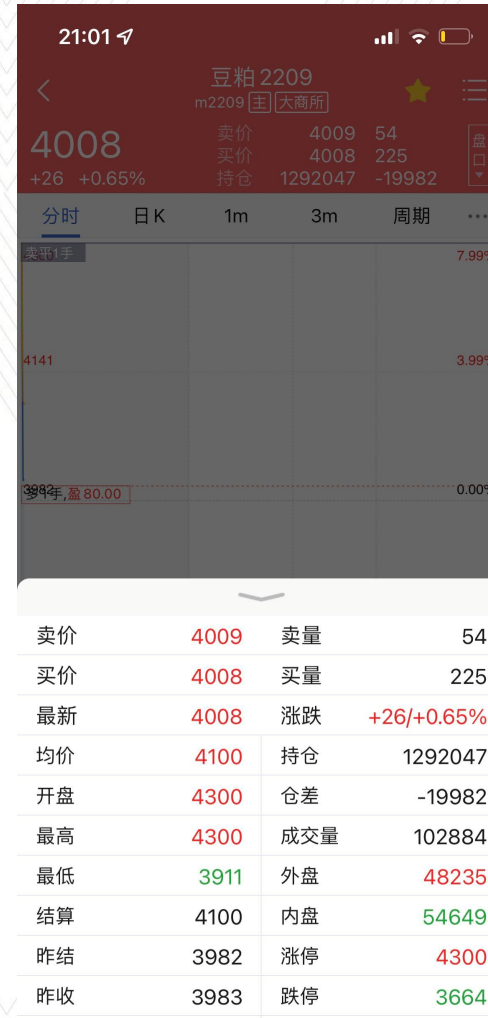 21:01
豆粕 2209
m2209 主 大商所
4008
+26 +0.65%
卖价 4009 54
买价 4008 225
持仓 1292047 -19982
盘口
分时 日K 1m 3m 周期 ···
卖平1手
7.99%
4141 3.99%
3982 0.00%
多1手,盈 80.00
卖价 4009 卖量 54
买价 4008 买量 225
最新 4008 涨跌 +26/+0.65%
均价 4100 持仓 1292047
开盘 4300 仓差 -19982
最高 4300 成交量 102884
最低 3911 外盘 48235
结算 4100 内盘 54649
昨结 3982 涨停 4300
昨收 3983 跌停 3664